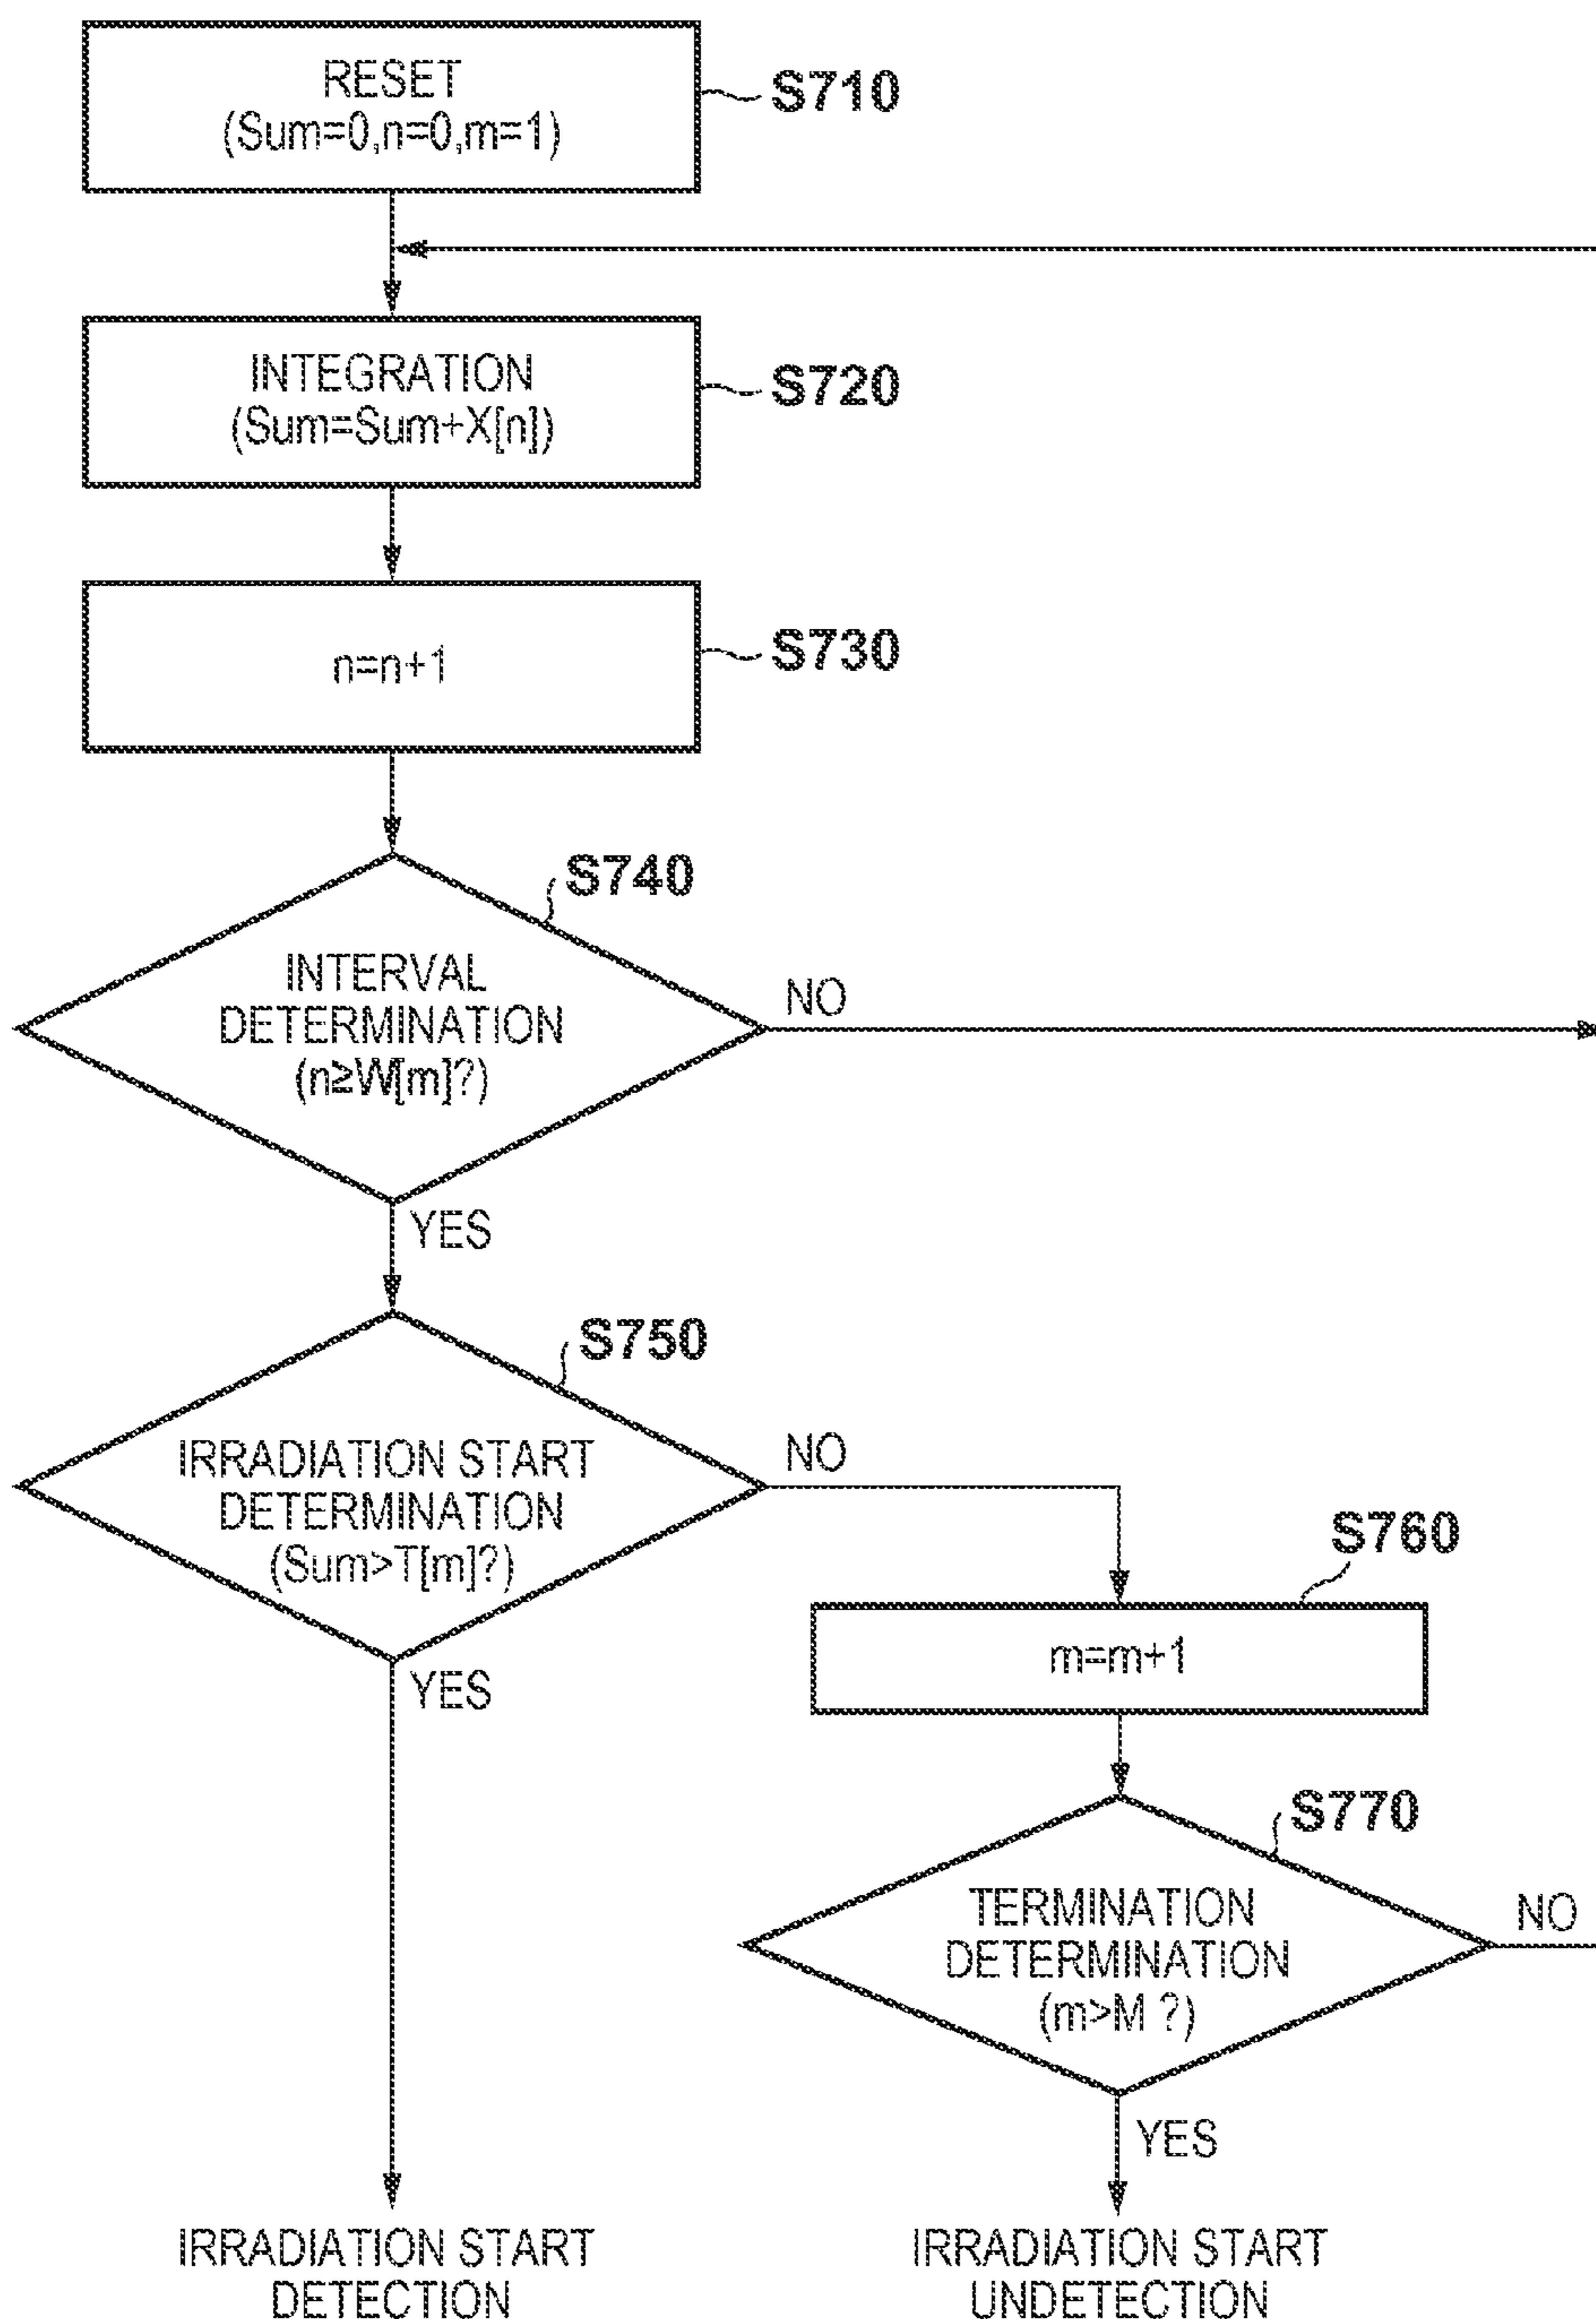 RESET
(Sum=0,n=0,m=1)
S710
INTEGRATION
(Sum=Sum+X[n])
S720
n=n+1
S730
S740
INTERVAL
DETERMINATION
(n≥W[m]?)
NO
YES
S750
IRRADIATION START
DETERMINATION
(Sum>T[m]?)
NO
YES
S760
m=m+1
S770
TERMINATION
DETERMINATION
(m>M ?)
NO
YES
IRRADIATION START
DETECTION
IRRADIATION START
UNDETECTION